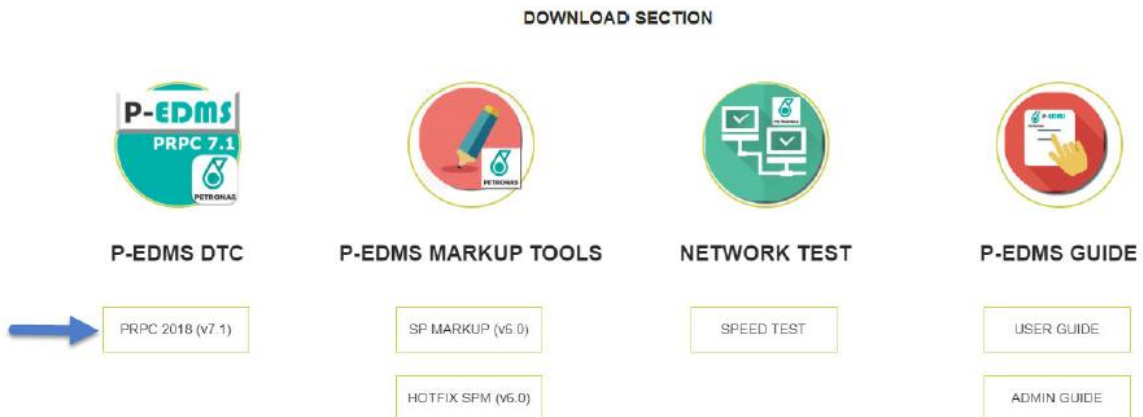 DOWNLOAD SECTION
P-EDMS
PRPC 7.1
PETRONAS
PETRONAS
PETRONAS
P-EDMS
P-EDMS DTC
P-EDMS MARKUP TOOLS
NETWORK TEST
P-EDMS GUIDE
PRPC 2018 (v7.1)
SP MARKUP (v6.0)
SPEED TEST
USER GUIDE
HOTFIX SPM (v6.0)
ADMIN GUIDE